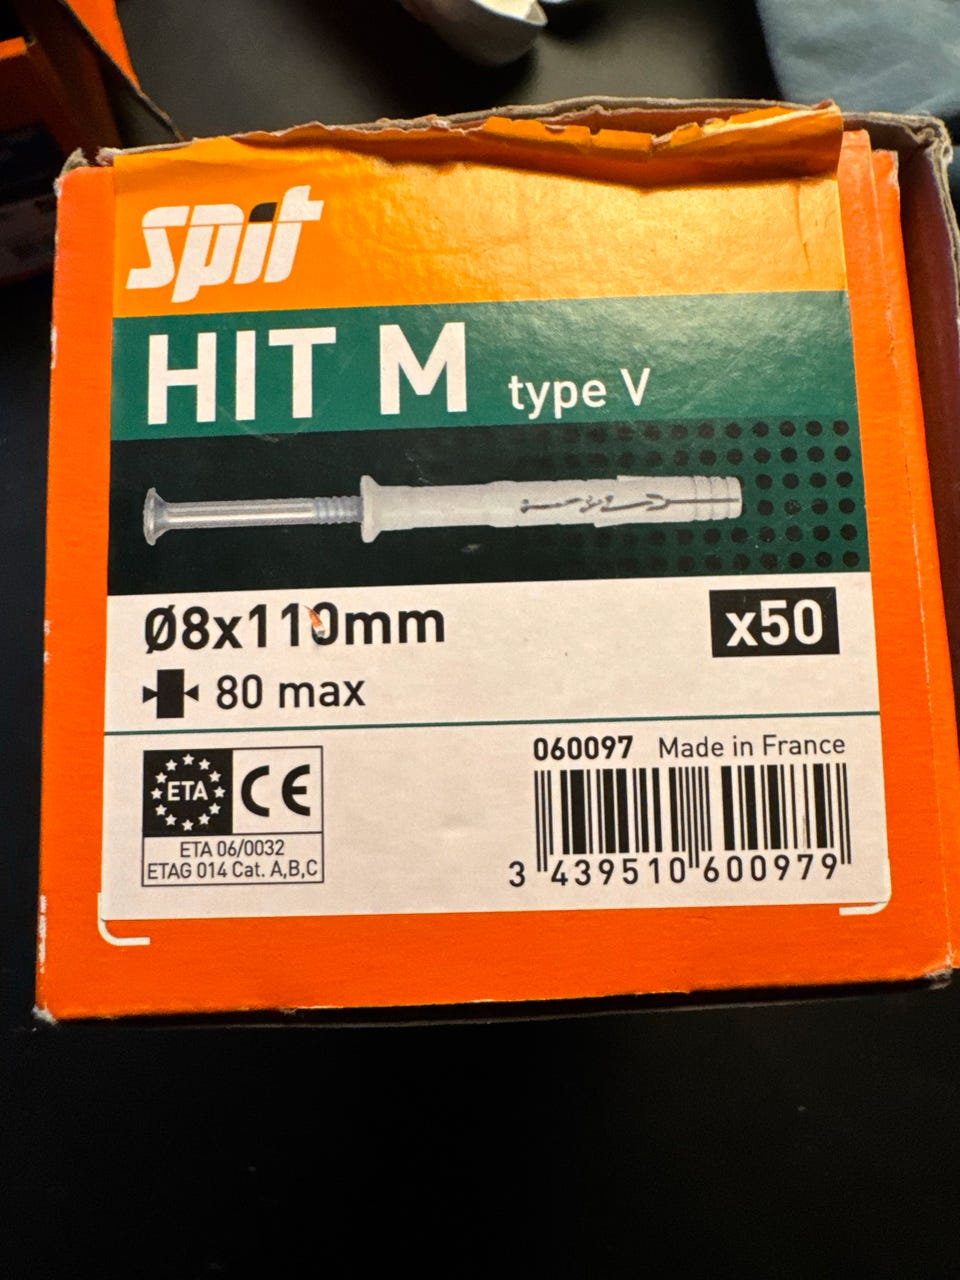 spit
HIT M type V
Ø8x110mm
x50
80 max
060097 Made in France
ETA
CE
ETA 06/0032
ETAG 014 Cat. A,B,C
3 439510 600979